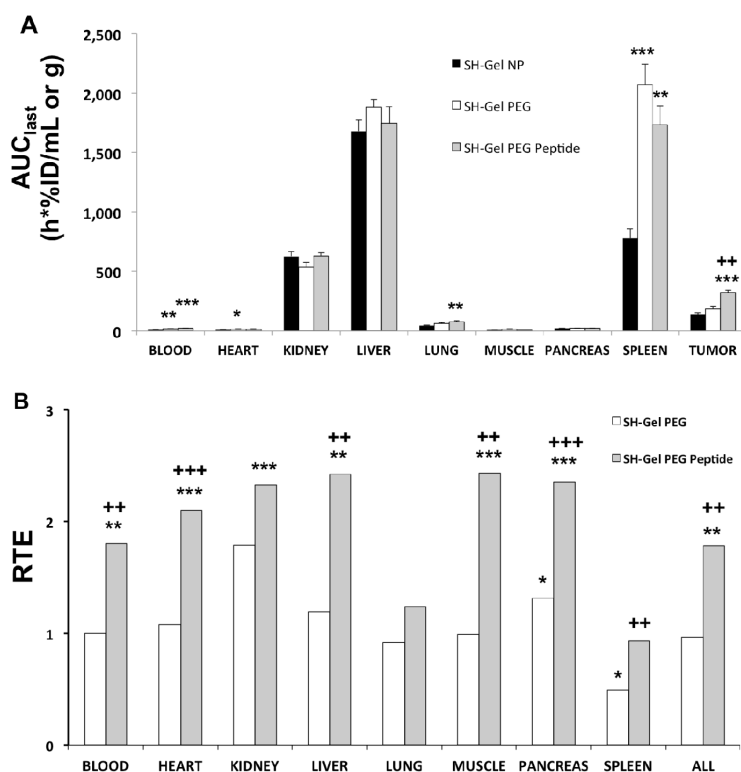 A
AUClast
(h*%ID/mL or g)
2,500
2,000
1,500
1,000
500
0
SH-Gel NP
SH-Gel PEG
SH-Gel PEG Peptide
** *** * ** *** ** ++ ***
BLOOD HEART KIDNEY LIVER LUNG MUSCLE PANCREAS SPLEEN TUMOR
B
RTE
3
2
1
0
SH-Gel PEG
SH-Gel PEG Peptide
++ +++ ++ ++ +++ ++
** *** *** ** *** *** **
* * ++
BLOOD HEART KIDNEY LIVER LUNG MUSCLE PANCREAS SPLEEN ALL